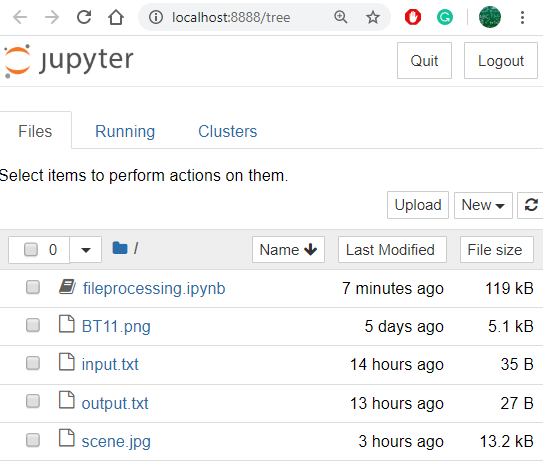 localhost:8888/tree
jupyter
Quit
Logout
Files
Running
Clusters
Select items to perform actions on them.
Upload
New
0
/
Name
Last Modified
File size
fileprocessing.ipynb 7 minutes ago 119 kB
BT11.png 5 days ago 5.1 kB
input.txt 14 hours ago 35 B
output.txt 13 hours ago 27 B
scene.jpg 3 hours ago 13.2 kB